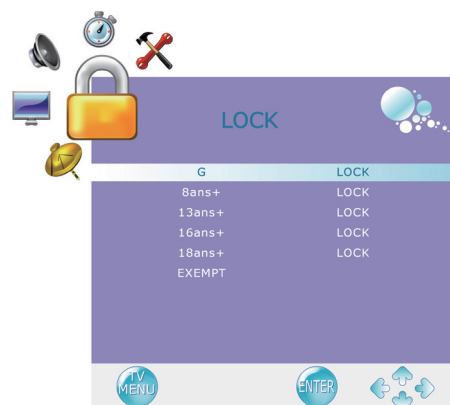 LOCK
G LOCK
8ans+ LOCK
13ans+ LOCK
16ans+ LOCK
18ans+ LOCK
EXEMPT
TV
MENU
ENTER